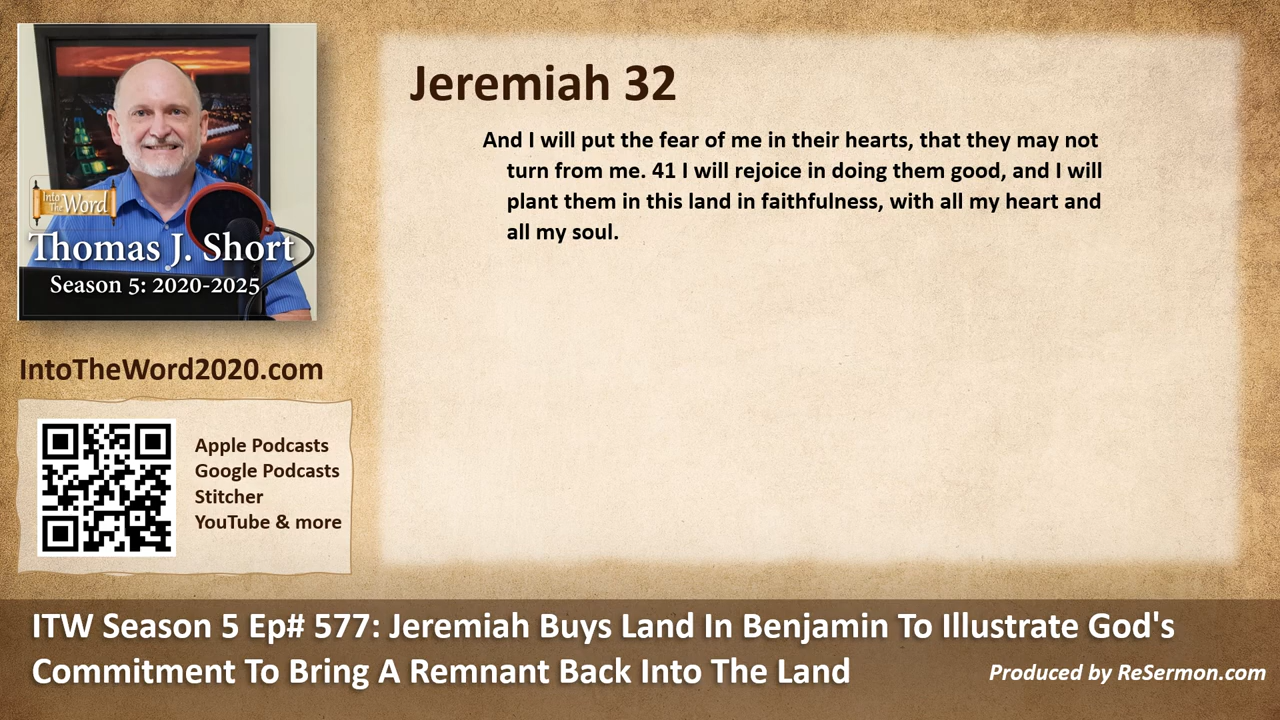 Into
The Word
Thomas J. Short
Season 5: 2020-2025
IntoTheWord2020.com
Apple Podcasts
Google Podcasts
Stitcher
YouTube & more
Jeremiah 32
And I will put the fear of me in their hearts, that they may not
turn from me. 41 I will rejoice in doing them good, and I will
plant them in this land in faithfulness, with all my heart and
all my soul.
ITW Season 5 Ep# 577: Jeremiah Buys Land In Benjamin To Illustrate God's
Commitment To Bring A Remnant Back Into The Land
Produced by ReSermon.com